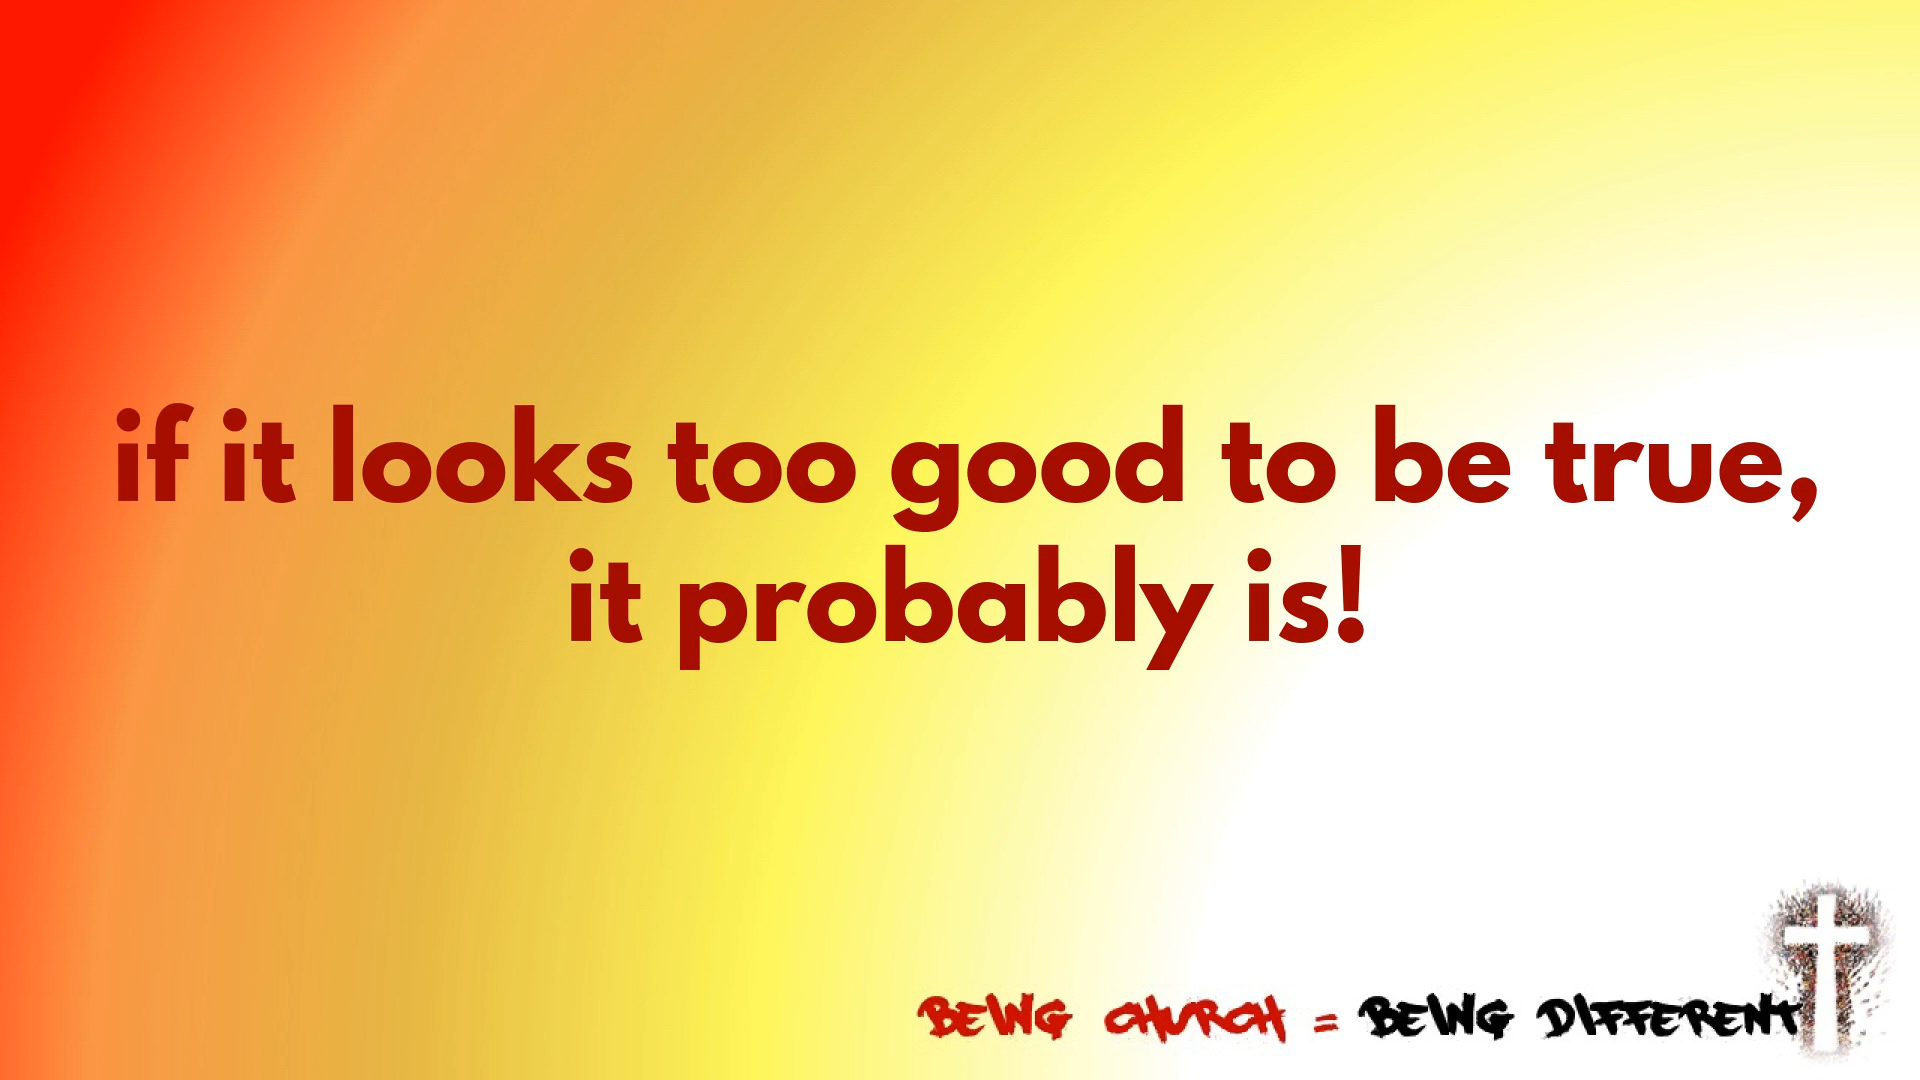 if it looks too good to be true,
it probably is!
BEING CHURCH = BEING DIFFERENT